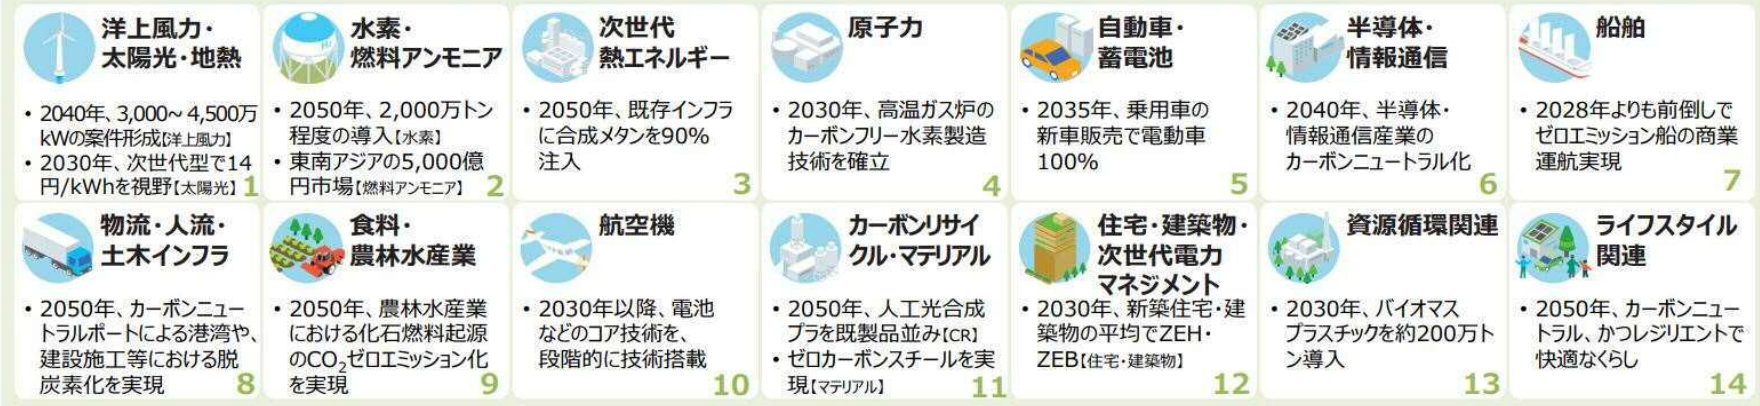 洋上風力・
太陽光・地熱
• 2040年、3,000~ 4,500万
kWの案件形成【洋上風力】
• 2030年、次世代型で14
円/kWhを視野【太陽光】
1
水素・
燃料アンモニア
• 2050年、2,000万トン
程度の導入【水素】
• 東南アジアの5,000億
円市場【燃料アンモニア】
2
次世代
熱エネルギー
• 2050年、既存インフラ
に合成メタンを90%
注入
3
原子力
• 2030年、高温ガス炉の
カーボンフリー水素製造
技術を確立
4
自動車・
蓄電池
• 2035年、乗用車の
新車販売で電動車
100%
5
半導体・
情報通信
• 2040年、半導体・
情報通信産業の
カーボンニュートラル化
6
船舶
• 2028年よりも前倒しで
ゼロエミッション船の商業
運航実現
7
物流・人流・
土木インフラ
• 2050年、カーボンニュー
トラルポートによる港湾や、
建設施工等における脱
炭素化を実現
8
食料・
農林水産業
• 2050年、農林水産業
における化石燃料起源
のCO₂ゼロエミッション化
を実現
9
航空機
• 2030年以降、電池
などのコア技術を、
段階的に技術搭載
10
カーボンリサイ
クル・マテリアル
• 2050年、人工光合成
プラを既製品並み【CR】
• ゼロカーボンスチールを実
現【マテリアル】
11
住宅・建築物・
次世代電力
マネジメント
• 2030年、新築住宅・建
築物の平均でZEH・
ZEB【住宅・建築物】
12
資源循環関連
• 2030年、バイオマス
プラスチックを約200万ト
ン導入
13
ライフスタイル
関連
• 2050年、カーボンニュー
トラル、かつレジリエントで
快適なくらし
14